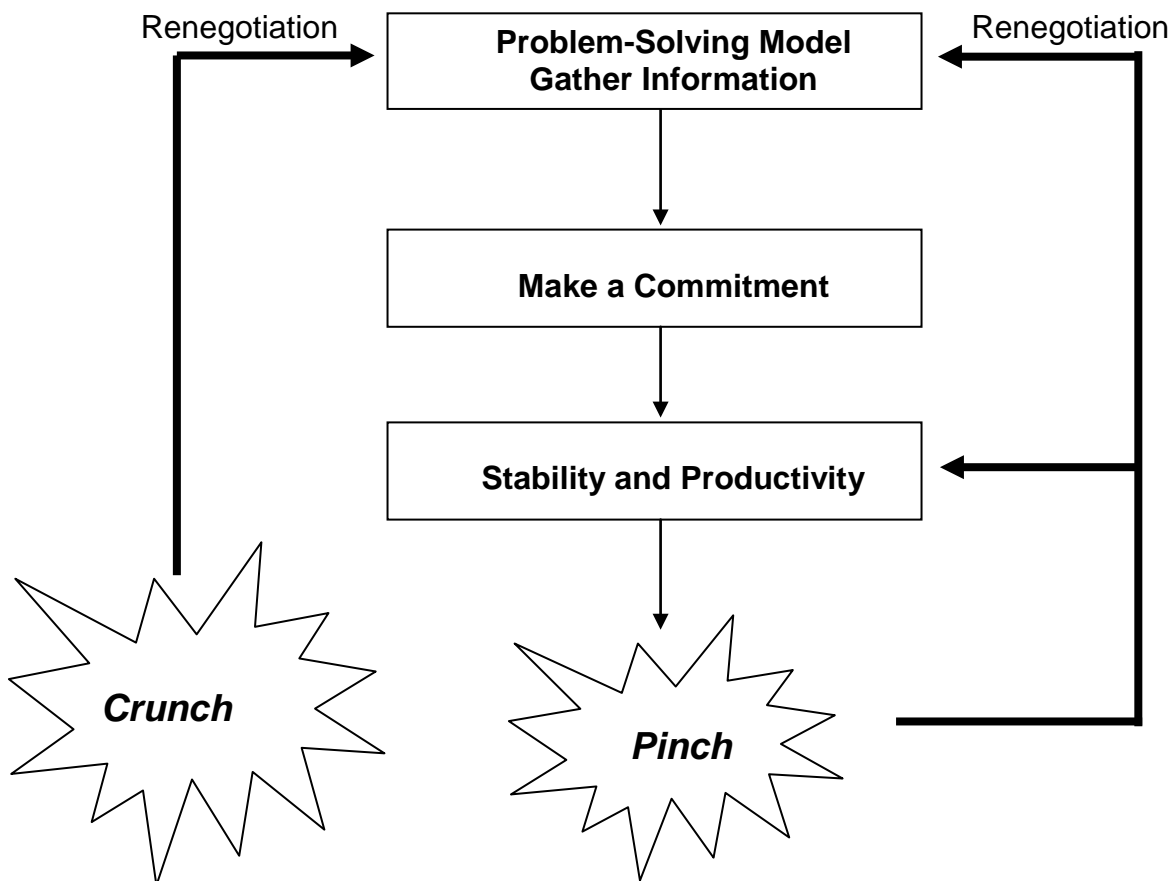 Renegotiation
Problem-Solving Model
Gather Information
Renegotiation
Make a Commitment
Stability and Productivity
Crunch
Pinch